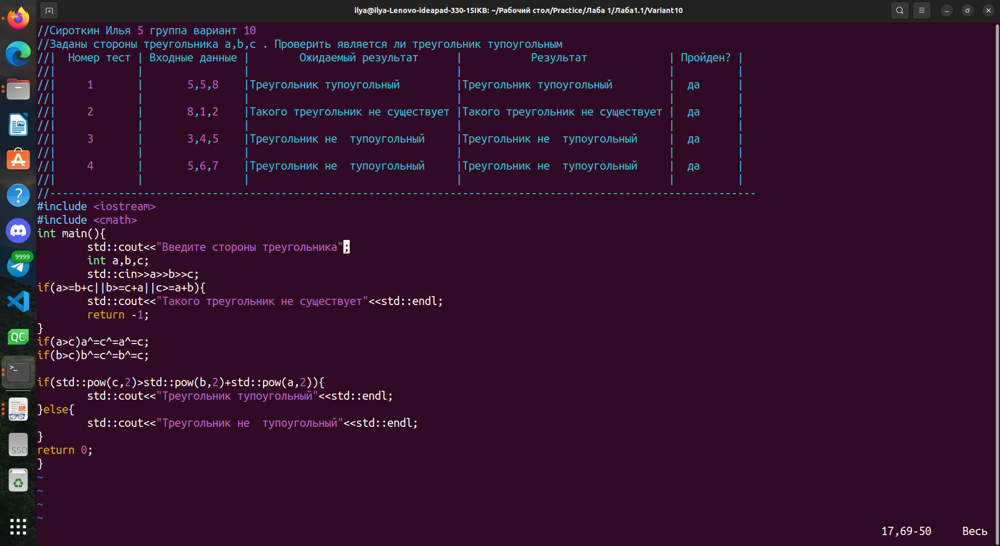 ilya@ilya-Lenovo-ideapad-330-15IKB: ~/Рабочий стол/Practice/Лаба 1/Лаба1.1/Variant10
//Сироткин Илья 5 группа вариант 10
//Заданы стороны треугольника a,b,c . Проверить является ли треугольник тупоугольным
//|  Номер тест | Входные данные |        Ожидаемый результат      |           Результат             | Пройден? |
//|             |                |                                 |                                 |          |
//|     1       |       5,5,8    |Треугольник тупоугольный         |Треугольник тупоугольный         |  да      |
//|             |                |                                 |                                 |          |
//|     2       |       8,1,2    |Такого треугольник не существует |Такого треугольник не существует |  да      |
//|             |                |                                 |                                 |          |
//|     3       |       3,4,5    |Треугольник не  тупоугольный     |Треугольник не  тупоугольный     |  да      |
//|             |                |                                 |                                 |          |
//|     4       |       5,6,7    |Треугольник не  тупоугольный     |Треугольник не  тупоугольный     |  да      |
//|             |                |                                 |                                 |          |
//-----------------------------------------------------------------------------------------------------------------
#include <iostream>
#include <cmath>
int main(){
        std::cout<<"Введите стороны треугольника";
        int a,b,c;
        std::cin>>a>>b>>c;
if(a>=b+c||b>=c+a||c>=a+b){
        std::cout<<"Такого треугольник не существует"<<std::endl;
        return -1;
}
if(a>c)a^=c^=a^=c;
if(b>c)b^=c^=b^=c;

if(std::pow(c,2)>std::pow(b,2)+std::pow(a,2)){
        std::cout<<"Треугольник тупоугольный"<<std::endl;
}else{
        std::cout<<"Треугольник не  тупоугольный"<<std::endl;
}
return 0;
}
~
~
~
~
17,69-50     Весь
9999
QC
>_
SSD